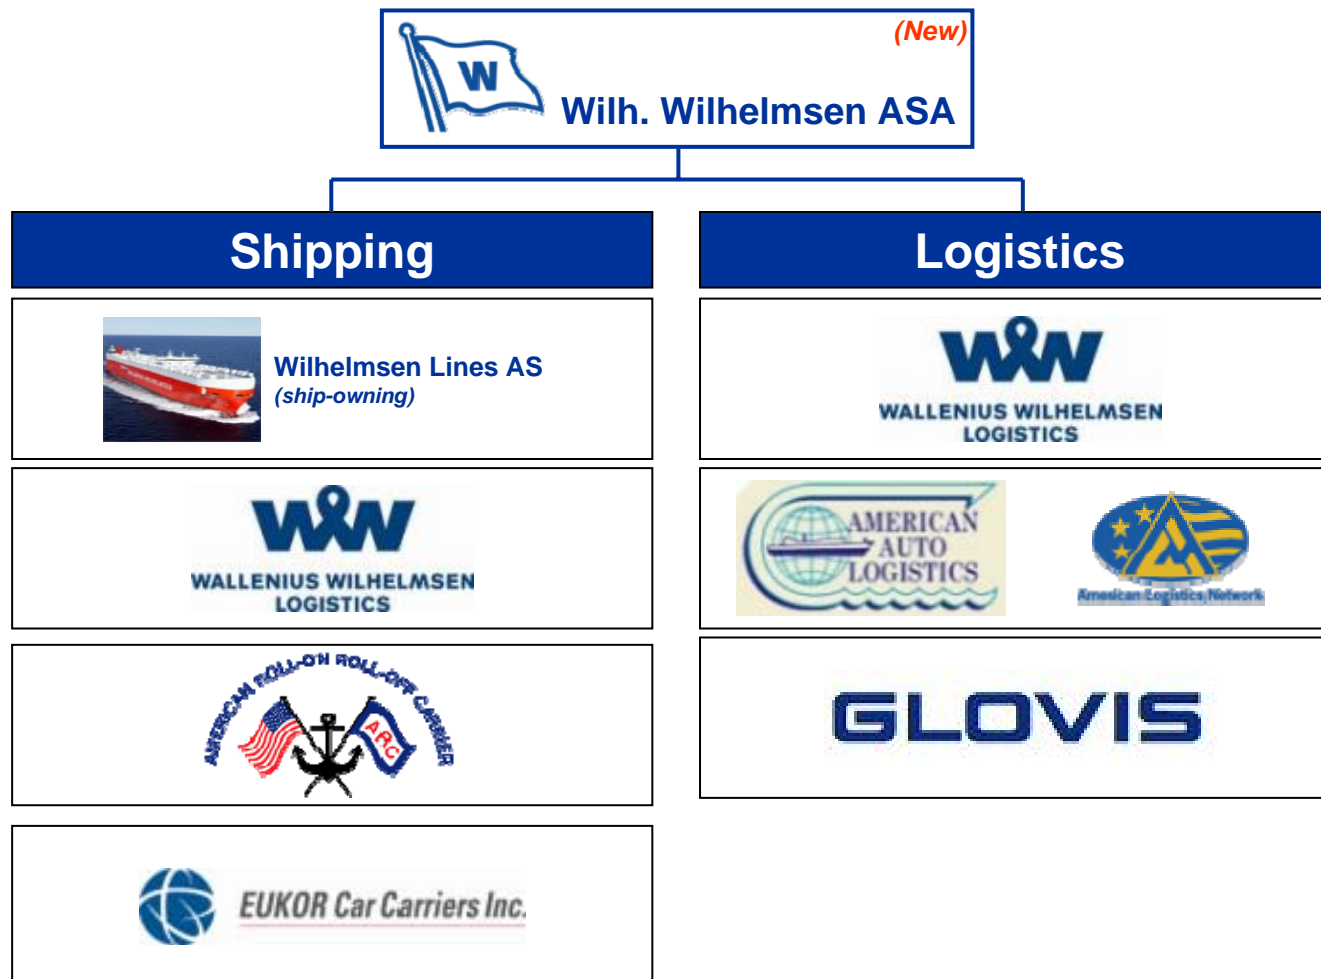 (New)
W
Wilh. Wilhelmsen ASA
Shipping
Wilhelmsen Lines AS
(ship-owning)
WALLENIUS WILHELMSEN
LOGISTICS
AMERICAN ROLL-ON ROLL-OFF CARRIER
ARC
EUKOR Car Carriers Inc.
Logistics
WALLENIUS WILHELMSEN
LOGISTICS
AMERICAN
AUTO
LOGISTICS
American Logistics Network
GLOVIS